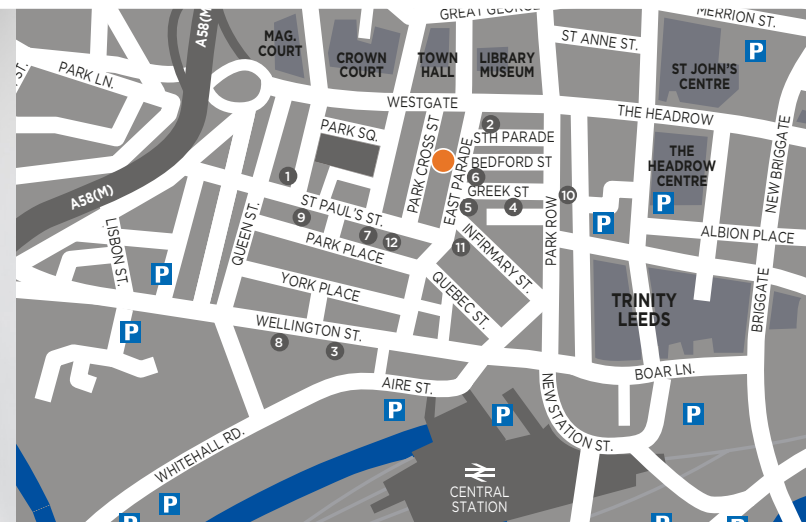 GREAT GEORGE
MERRION ST.
A58(M)
MAG.
COURT
CROWN
COURT
TOWN
HALL
LIBRARY
MUSEUM
ST ANNE ST.
P
ST JOHN'S
CENTRE
ST.
PARK LN.
WESTGATE
THE HEADROW
PARK SQ.
PARK CROSS ST
2
STH PARADE
BEDFORD ST
EAST PARADE
6
GREEK ST
5
4
10
THE
HEADROW
CENTRE
P
P
NEW BRIGGATE
1
A58(M)
ST PAUL'S ST.
9
7
12
11
PARK PLACE
QUEEN ST.
LISBON ST.
INFIRMARY ST.
PARK ROW
ALBION PLACE
P
YORK PLACE
QUEBEC ST.
TRINITY
LEEDS
BRIGGATE
P
WELLINGTON ST.
8
3
AIRE ST.
BOAR LN.
P
P
P
NEW STATION ST.
WHITEHALL RD.
CENTRAL
STATION
P
P
P
P